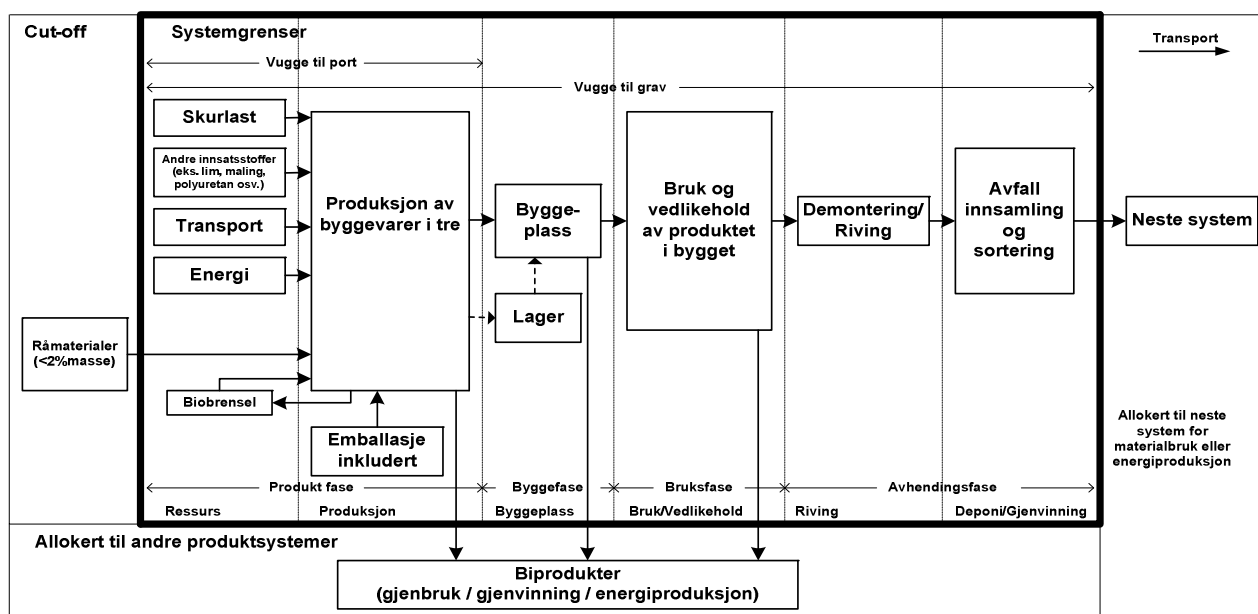 Cut-off
Systemgrenser
Transport
Vugge til port
Vugge til grav
Skurlast
Andre innsatsstoffer
(eks. lim, maling,
polyuretan osv.)
Transport
Energi
Råmaterialer
(<2%masse)
Biobrensel
Produksjon av
byggevarer i tre
Emballasje
inkludert
Bygge-
plass
Lager
Bruk og
vedlikehold
av produktet
i bygget
Demontering/
Riving
Avfall
innsamling
og
sortering
Neste system
Allokert til neste
system for
materialbruk eller
energiproduksjon
Produkt fase
Byggefase
Bruksfase
Avhendingsfase
Ressurs
Produksjon
Byggeplass
Bruk/Vedlikehold
Riving
Deponi/Gjenvinning
Allokert til andre produktsystemer
Biprodukter
(gjenbruk / gjenvinning / energiproduksjon)